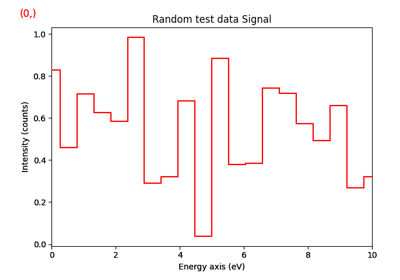 (0,)
Random test data Signal
1.0
0.8
0.6
0.4
0.2
0.0
Intensity (counts)
0 2 4 6 8 10
Energy axis (eV)